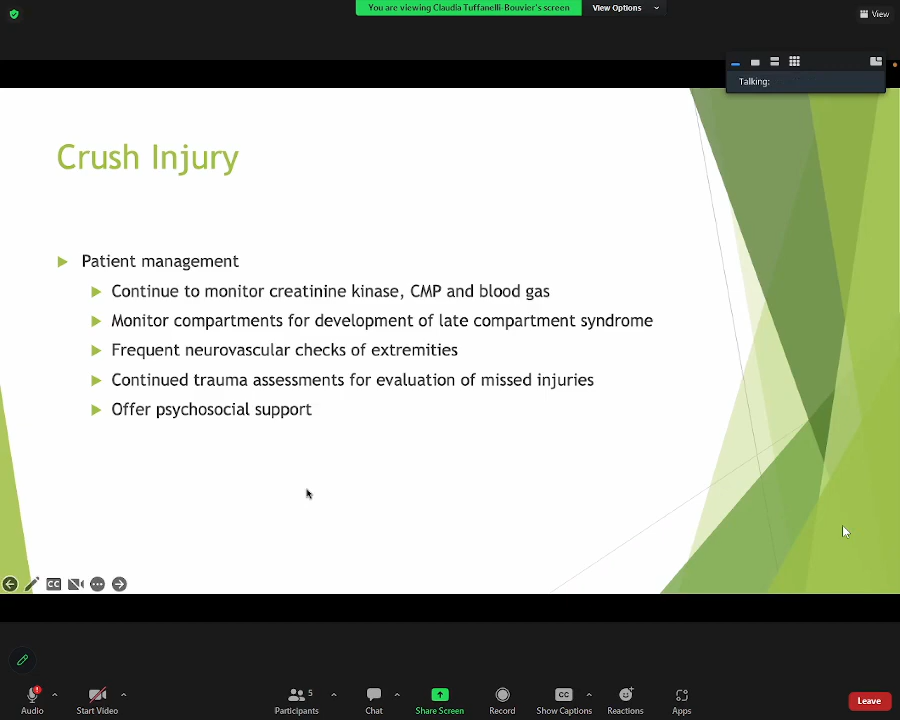 You are viewing Claudia Tuffanelli-Bouvier's screen
View Options
View
Talking:
Crush Injury
Patient management
Continue to monitor creatinine kinase, CMP and blood gas
Monitor compartments for development of late compartment syndrome
Frequent neurovascular checks of extremities
Continued trauma assessments for evaluation of missed injuries
Offer psychosocial support
CC
5
CC
Audio
Start Video
Participants
Chat
Share Screen
Record
Show Captions
Reactions
Apps
Leave